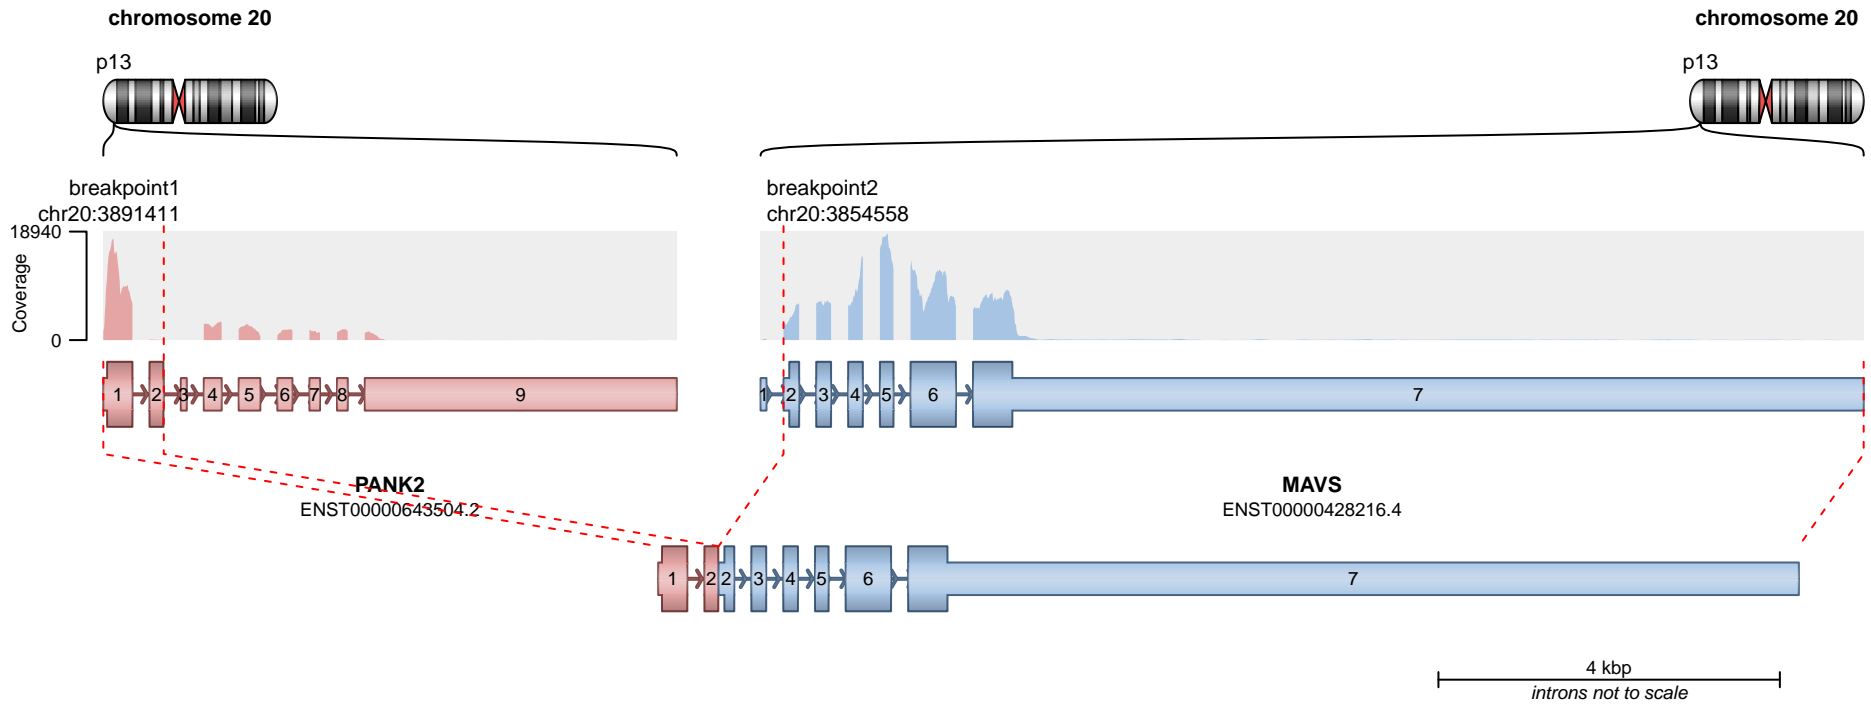 chromosome 20
chromosome 20
p13
p13
breakpoint1
chr20:3891411
breakpoint2
chr20:3854558
18940
Coverage
0
1 2 3 4 5 6 7 8 9
1 2 3 4 5 6 7
PANK2
ENST00000643504.2
MAVS
ENST00000428216.4
1 2 2 3 4 5 6 7
4 kbp
introns not to scale